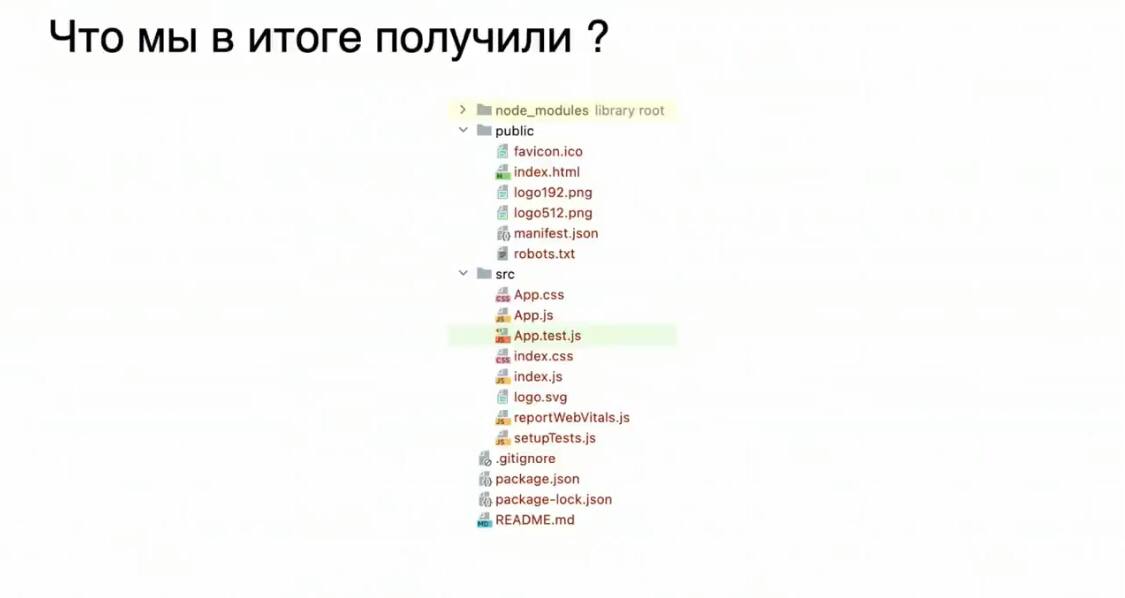 Что мы в итоге получили ?
node_modules library root
public
favicon.ico
index.html
logo192.png
logo512.png
manifest.json
robots.txt
src
App.css
App.js
App.test.js
index.css
index.js
logo.svg
reportWebVitals.js
setupTests.js
.gitignore
package.json
package-lock.json
README.md